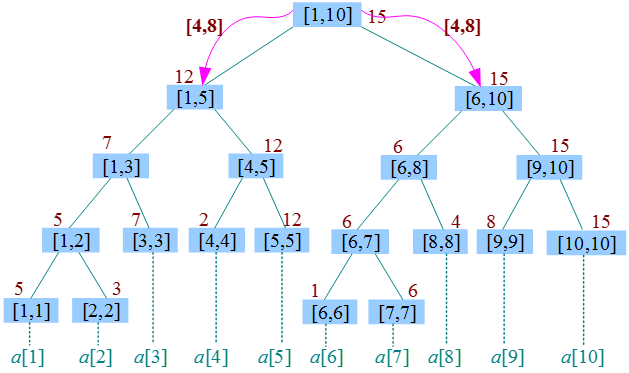 [4,8] [1,10] 15 [4,8]
12 15
[1,5] [6,10]
7 12 6 15
[1,3] [4,5] [6,8] [9,10]
5 7 2 12 6 4 8 15
[1,2] [3,3] [4,4] [5,5] [6,7] [8,8] [9,9] [10,10]
5 3 1 6
[1,1] [2,2] [6,6] [7,7]
a[1] a[2] a[3] a[4] a[5] a[6] a[7] a[8] a[9] a[10]